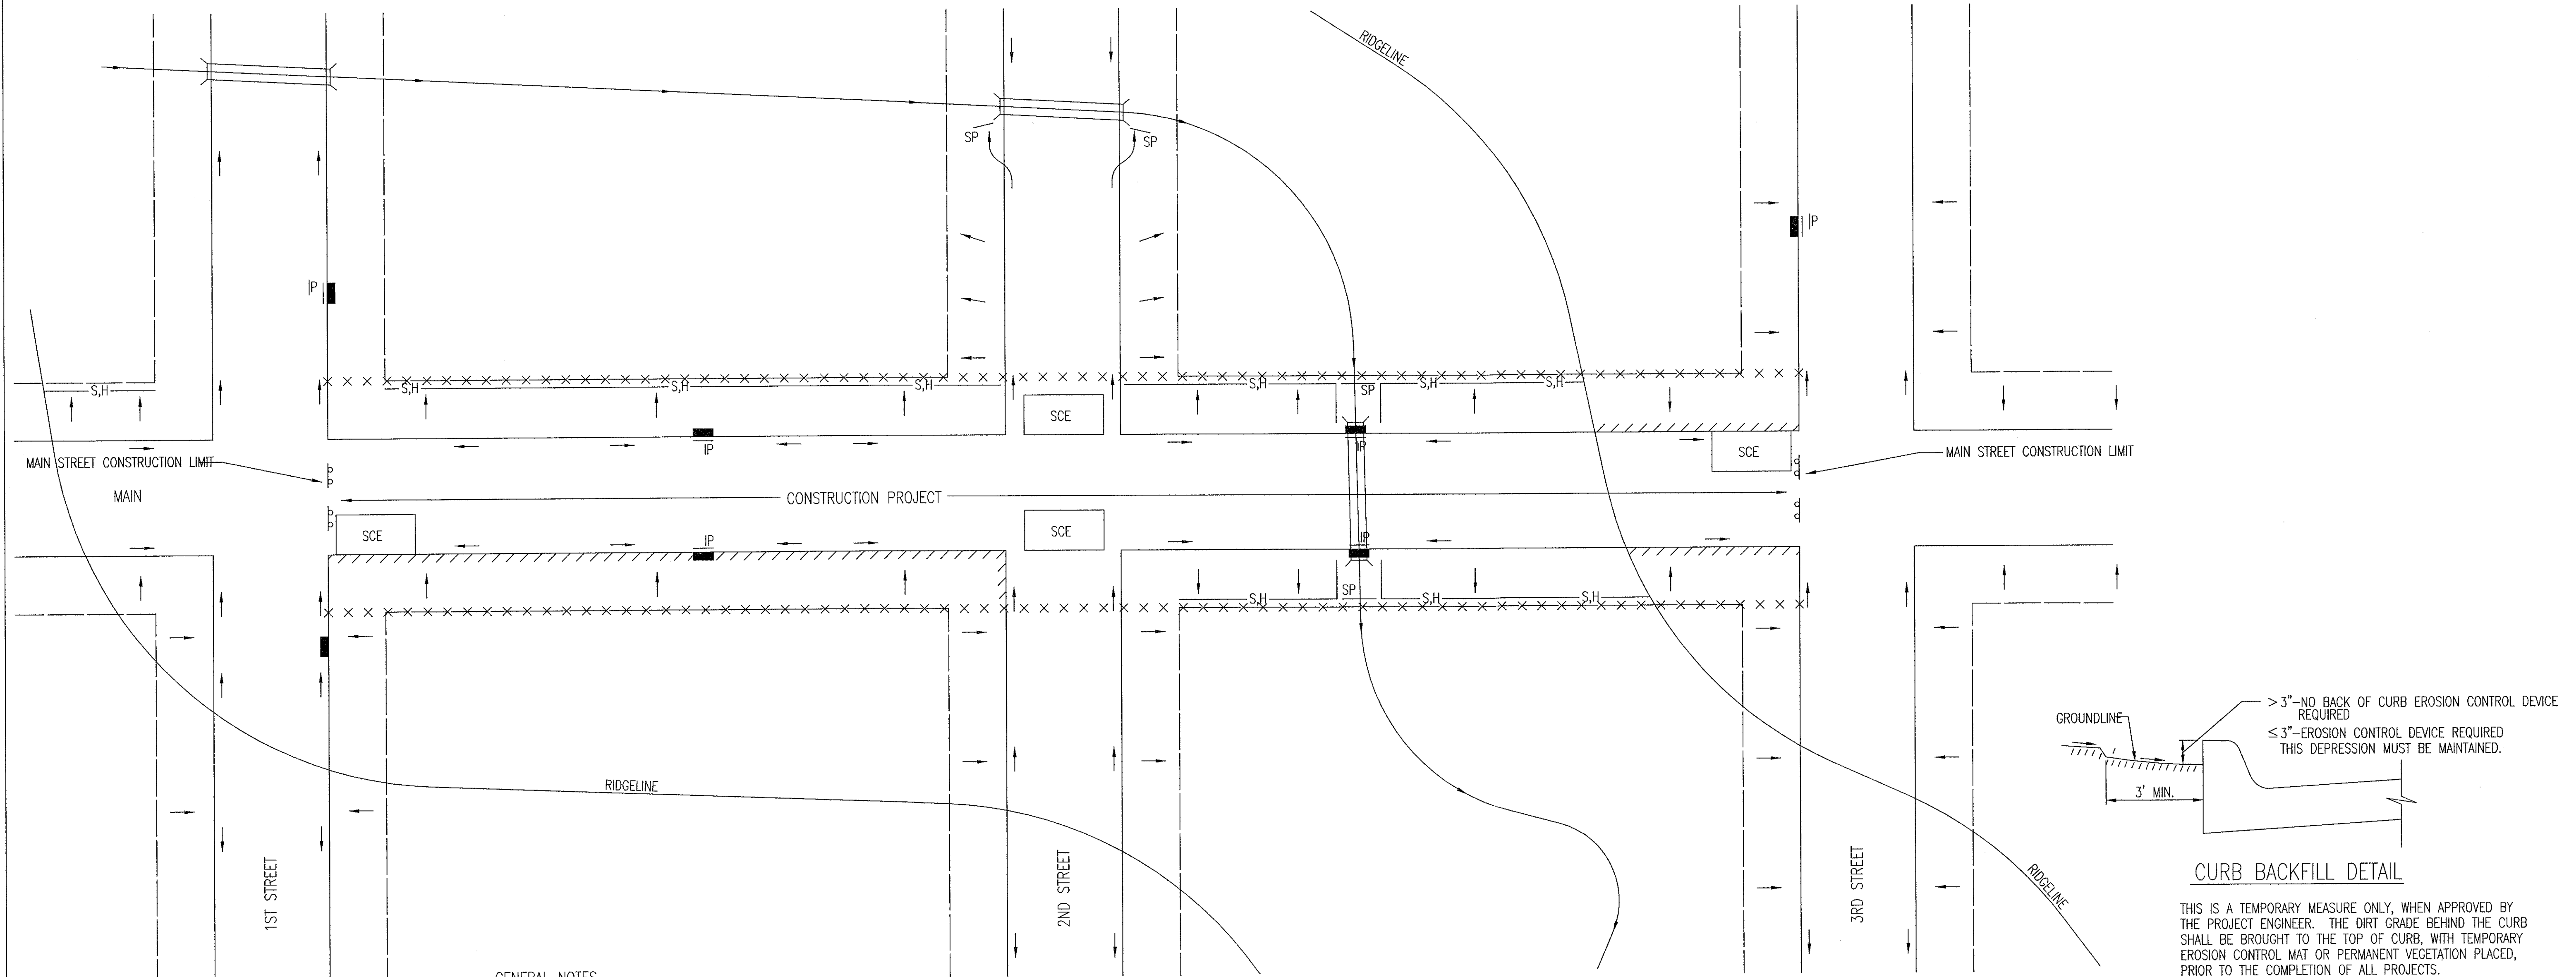 RIDGELINE
SP
SP
IP
IP
S,H
S,H
S,H
S,H
S,H
SP
S,H
S,H
SCE
SCE
IP
IP
MAIN STREET CONSTRUCTION LIMIT
MAIN STREET CONSTRUCTION LIMIT
MAIN
CONSTRUCTION PROJECT
SCE
SCE
IP
IP
S,H
SP
S,H
S,H
RIDGELINE
1ST STREET
2ND STREET
3RD STREET
RIDGELINE
GROUNDLINE
>3"-NO BACK OF CURB EROSION CONTROL DEVICE
REQUIRED
≤3"-EROSION CONTROL DEVICE REQUIRED
THIS DEPRESSION MUST BE MAINTAINED.
3' MIN.
CURB BACKFILL DETAIL
THIS IS A TEMPORARY MEASURE ONLY, WHEN APPROVED BY
THE PROJECT ENGINEER. THE DIRT GRADE BEHIND THE CURB
SHALL BE BROUGHT TO THE TOP OF CURB, WITH TEMPORARY
EROSION CONTROL MAT OR PERMANENT VEGETATION PLACED,
PRIOR TO THE COMPLETION OF ALL PROJECTS.
GENERAL NOTES